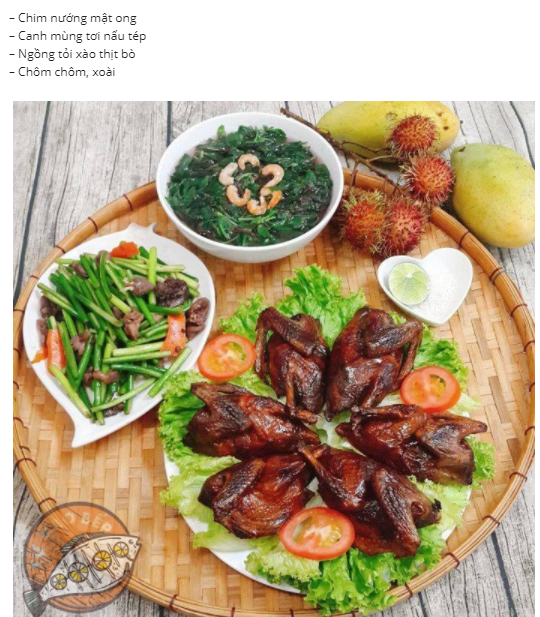 – Chim nướng mật ong
– Canh mùng tơi nấu tép
– Ngồng tỏi xào thịt bò
– Chôm chôm, xoài